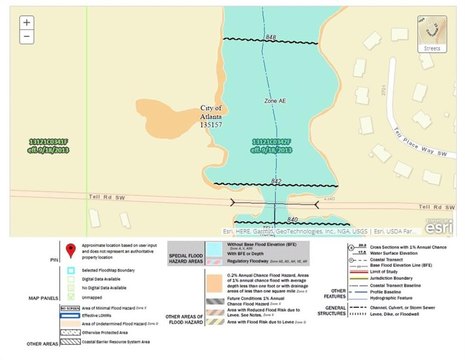 +
−
Streets
848
Zone AE
City of
Atlanta
135157
13121C0341F
eff. 9/18/2013
13121C0342F
eff. 9/18/2013
Tell Place Way SW
842
Tell Rd SW
Tell Rd SW
840
Esri, HERE, Garmin, GeoTechnologies, Inc., NGA, USGS | Esri, USDA Far...
esri
PIN
Approximate location based on user input
and does not represent an authoritative
property location
MAP PANELS
Selected FloodMap Boundary
Digital Data Available
No Digital Data Available
Unmapped
Area of Minimal Flood Hazard Zone X
Effective LOMRs
Area of Undetermined Flood Hazard Zone D
Otherwise Protected Area
Coastal Barrier Resource System Area
OTHER AREAS
SPECIAL FLOOD
HAZARD AREAS
Without Base Flood Elevation (BFE)
Zone A, V, A99
With BFE or Depth
Regulatory Floodway Zone AE, AO, AH, VE, AR
0.2% Annual Chance Flood Hazard, Areas
of 1% annual chance flood with average
depth less than one foot or with drainage
areas of less than one square mile Zone X
Future Conditions 1% Annual
Chance Flood Hazard Zone X
Area with Reduced Flood Risk due to
Levee. See Notes. Zone X
Area with Flood Risk due to Levee Zone D
OTHER AREAS
OF FLOOD HAZARD
Cross Sections with 1% Annual Chance
Water Surface Elevation
Coastal Transect
Base Flood Elevation Line (BFE)
Limit of Study
Jurisdiction Boundary
Coastal Transect Baseline
Profile Baseline
Hydrographic Feature
OTHER
FEATURES
GENERAL
STRUCTURES
Channel, Culvert, or Storm Sewer
Levee, Dike, or Floodwall